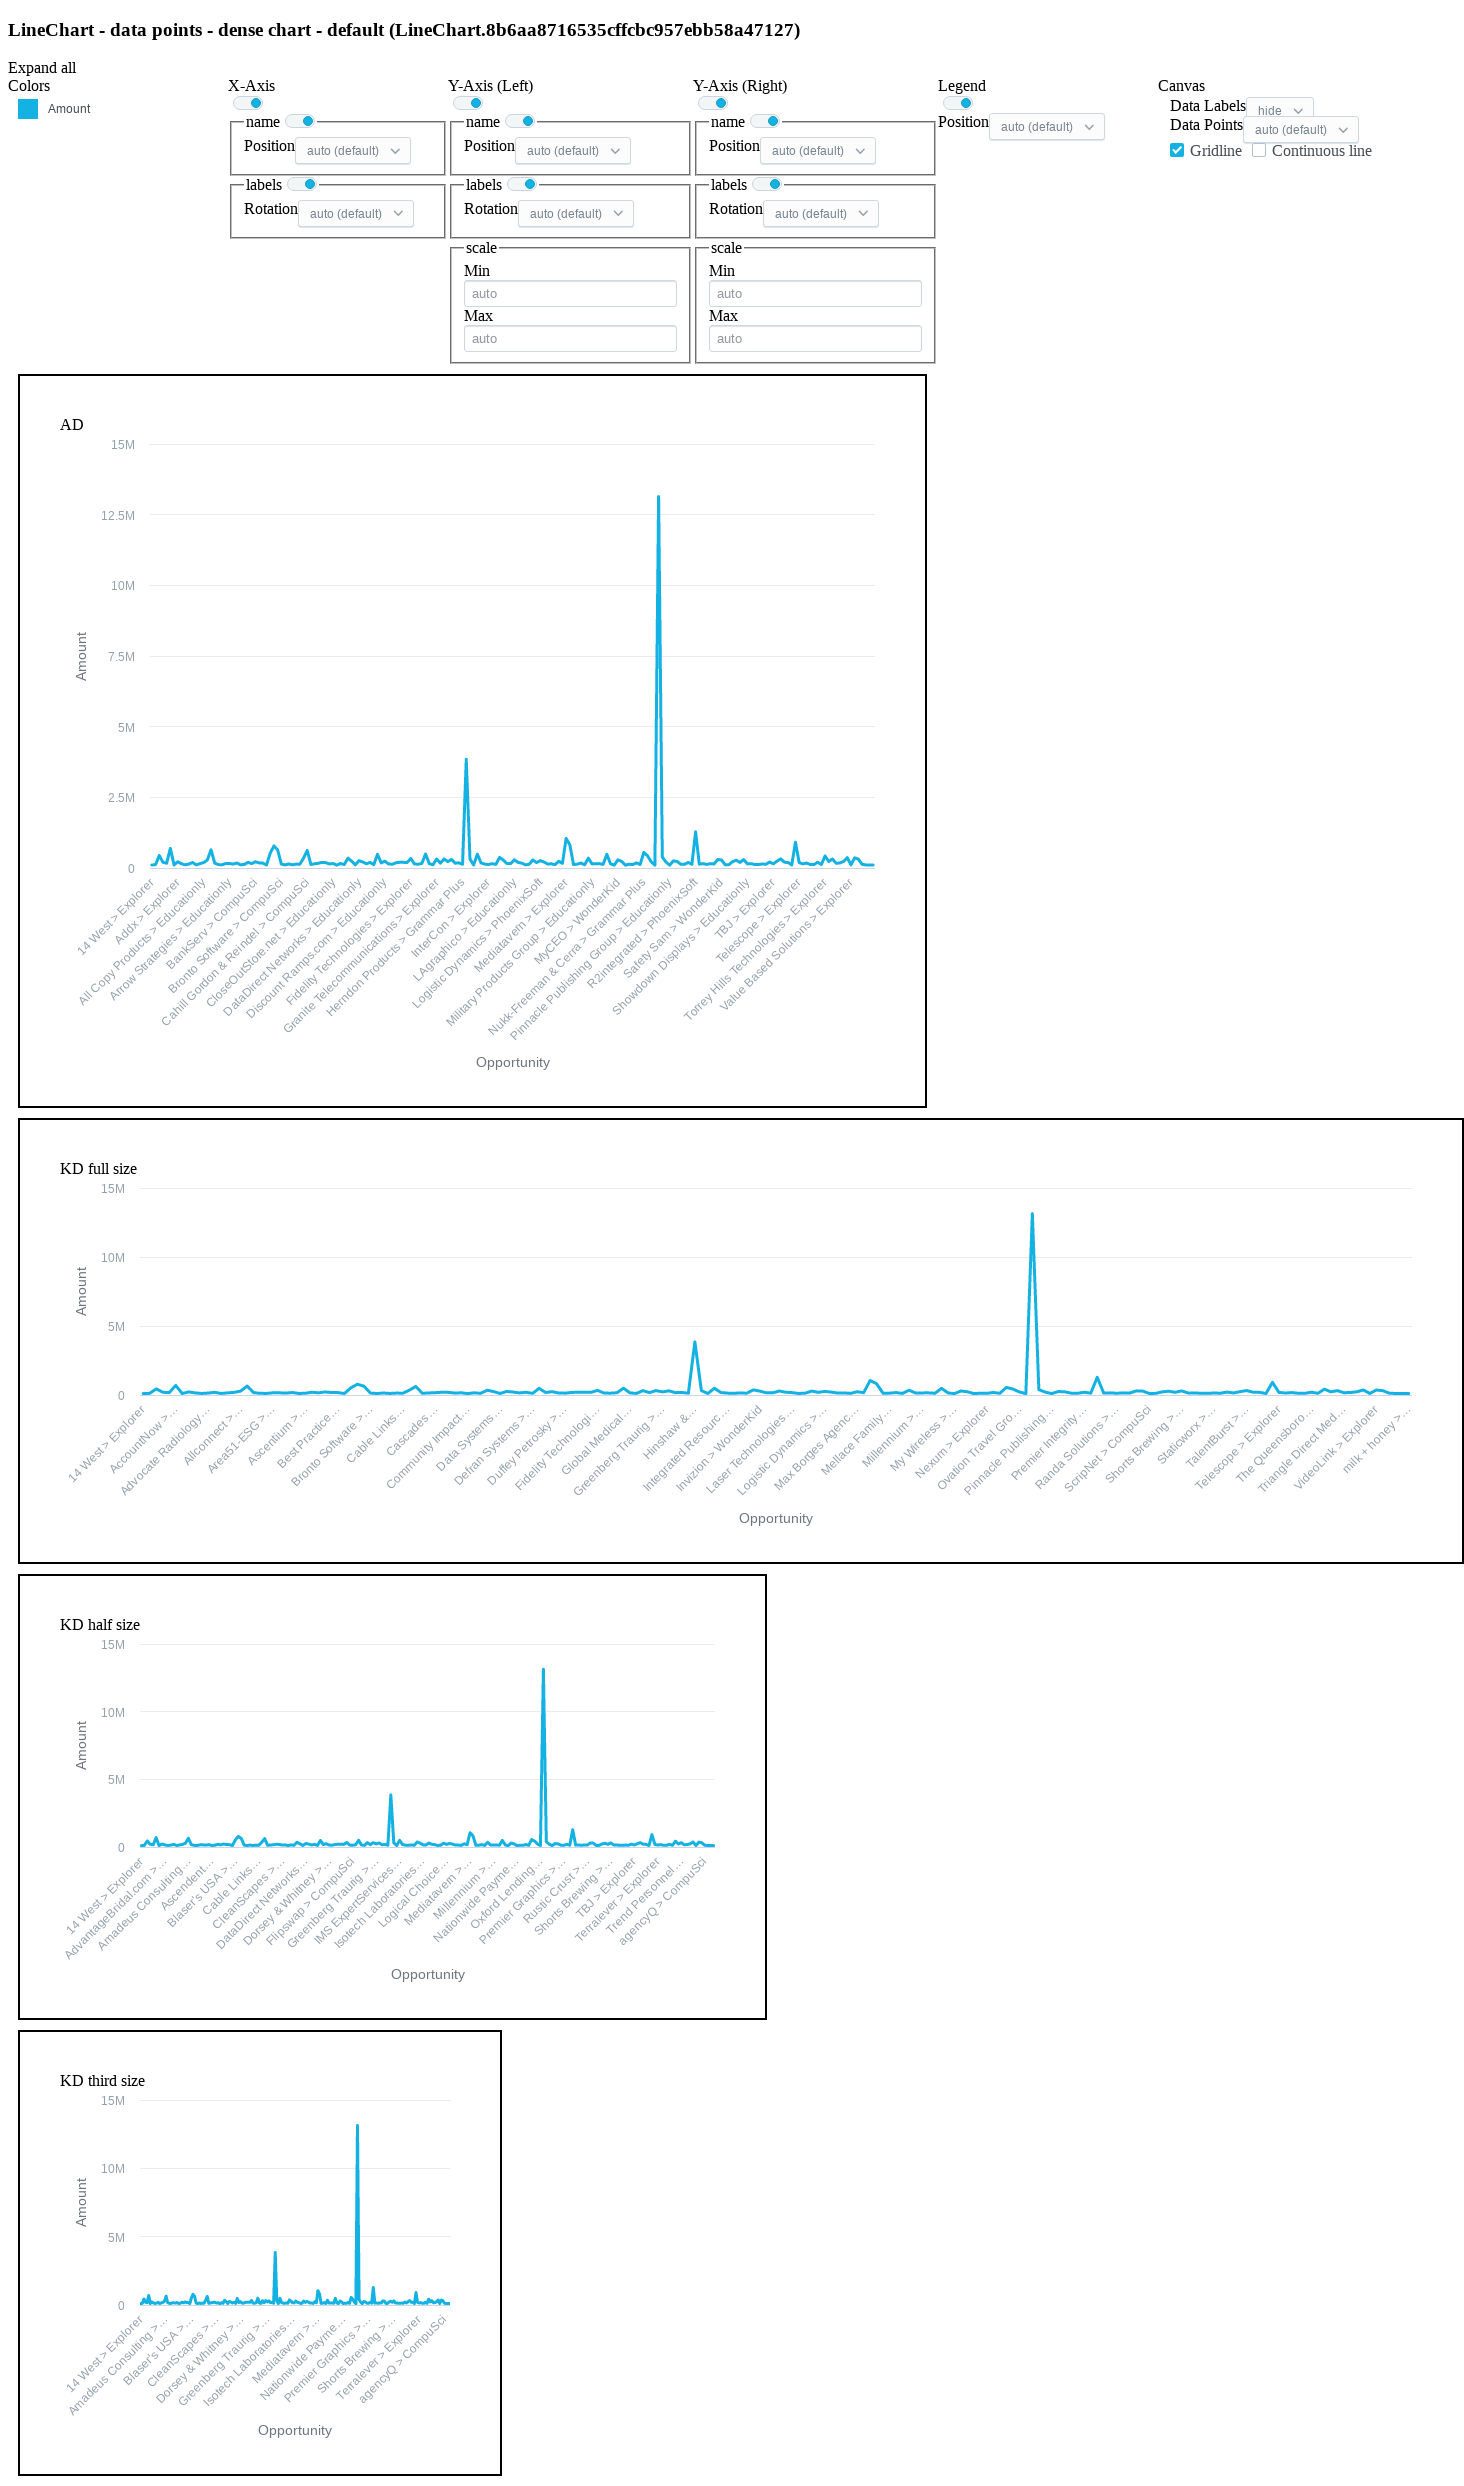 LineChart - data points - dense chart - default (LineChart.8b6aa8716535cffcbc957ebb58a47127)
Expand all
Colors
Amount
X-Axis
name
Position auto (default)
labels
Rotation auto (default)
Y-Axis (Left)
name
Position auto (default)
labels
Rotation auto (default)
scale
Min
auto
Max
auto
Y-Axis (Right)
name
Position auto (default)
labels
Rotation auto (default)
scale
Min
auto
Max
auto
Legend
Position auto (default)
Canvas
Data Labels hide
Data Points auto (default)
Gridline Continuous line
AD
15M
12.5M
10M
7.5M
5M
2.5M
0
Amount
14 West > Explorer
Addx > Explorer
All Copy Products > Educationly
Arrow Strategies > Educationly
BankServ > CompuSci
Bronto Software > CompuSci
Cahill Gordon & Reindel > CompuSci
CloseOutStore.net > Educationly
DataDirect Networks > Educationly
Discount Ramps.com > Educationly
Fidelity Technologies > Explorer
Granite Telecommunications > Explorer
Herndon Products > Grammar Plus
InterCon > Explorer
LAgraphico > Educationly
Logistic Dynamics > PhoenixSoft
Mediatavern > Explorer
Military Products Group > Educationly
MyCEO > WonderKid
Nukk-Freeman & Cerra > Grammar Plus
Pinnacle Publishing Group > Educationly
R2integrated > PhoenixSoft
Safety Sam > WonderKid
Showdown Displays > Educationly
TBJ > Explorer
Telescope > Explorer
Torrey Hills Technologies > Explorer
Value Based Solutions > Explorer
Opportunity
KD full size
15M
10M
5M
0
Amount
14 West > Explorer
AccountNow >…
Advocate Radiology…
Allconnect >…
Area51-ESG >…
Ascentium >…
Best Practice…
Bronto Software >…
Cable Links…
Cascades…
Community Impact…
Data Systems…
Defran Systems >…
Duffey Petrosky >…
Fidelity Technologi…
Global Medical…
Greenberg Traurig >…
Hinshaw &…
Integrated Resourc…
Invizion > WonderKid
Laser Technologies…
Logistic Dynamics >…
Max Borges Agenc…
Mellace Family…
Millennium >…
My Wireless >…
Nexum > Explorer
Ovation Travel Gro…
Pinnacle Publishing…
Premier Integrity…
Randa Solutions >…
ScripNet > CompuSci
Shorts Brewing >…
Staticworx >…
TalentBurst >…
Telescope > Explorer
The Queensboro…
Triangle Direct Med…
VideoLink > Explorer
milk + honey >…
Opportunity
KD half size
15M
10M
5M
0
Amount
14 West > Explorer
AdvantageBridal.com >…
Amadeus Consulting…
Ascendent…
Blaser's USA >…
Cable Links…
CleanScapes >…
DataDirect Networks…
Dorsey & Whitney >…
Flipswap > CompuSci
Greenberg Traurig >…
IMS ExpertServices…
Isotech Laboratories…
Logical Choice…
Mediatavern >…
Millennium >…
Nationwide Payme…
Oxford Lending…
Premier Graphics >…
Rustic Crust >…
Shorts Brewing >…
TBJ > Explorer
Terralever > Explorer
Trend Personnel…
agencyQ > CompuSci
Opportunity
KD third size
15M
10M
5M
0
Amount
14 West > Explorer
Amadeus Consulting >…
Blaser's USA >…
CleanScapes >…
Dorsey & Whitney >…
Greenberg Traurig >…
Isotech Laboratories…
Mediatavern >…
Nationwide Payme…
Premier Graphics >…
Shorts Brewing >…
Terralever > Explorer
agencyQ > CompuSci
Opportunity